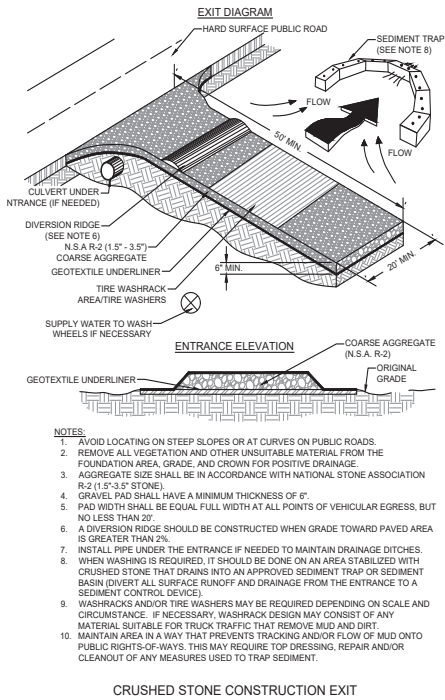 EXIT DIAGRAM
HARD SURFACE PUBLIC ROAD
SEDIMENT TRAP
(SEE NOTE 8)
FLOW
FLOW
50' MIN.
20' MIN.
6" MIN.
CULVERT UNDER
NTRANCE (IF NEEDED)
DIVERSION RIDGE
(SEE NOTE 6)
N.S.A R-2 (1.5" - 3.5")
COARSE AGGREGATE
GEOTEXTILE UNDERLINER
TIRE WASHRACK
AREA/TIRE WASHERS
SUPPLY WATER TO WASH
WHEELS IF NECESSARY
ENTRANCE ELEVATION
COARSE AGGREGATE
(N.S.A. R-2)
GEOTEXTILE UNDERLINER
ORIGINAL
GRADE
NOTES:
1. AVOID LOCATING ON STEEP SLOPES OR AT CURVES ON PUBLIC ROADS.
2. REMOVE ALL VEGETATION AND OTHER UNSUITABLE MATERIAL FROM THE
FOUNDATION AREA, GRADE, AND CROWN FOR POSITIVE DRAINAGE.
3. AGGREGATE SIZE SHALL BE IN ACCORDANCE WITH NATIONAL STONE ASSOCIATION
R-2 (1.5"-3.5" STONE).
4. GRAVEL PAD SHALL HAVE A MINIMUM THICKNESS OF 6".
5. PAD WIDTH SHALL BE EQUAL FULL WIDTH AT ALL POINTS OF VEHICULAR EGRESS, BUT
NO LESS THAN 20'.
6. A DIVERSION RIDGE SHOULD BE CONSTRUCTED WHEN GRADE TOWARD PAVED AREA
IS GREATER THAN 2%.
7. INSTALL PIPE UNDER THE ENTRANCE IF NEEDED TO MAINTAIN DRAINAGE DITCHES.
8. WHEN WASHING IS REQUIRED, IT SHOULD BE DONE ON AN AREA STABILIZED WITH
CRUSHED STONE THAT DRAINS INTO AN APPROVED SEDIMENT TRAP OR SEDIMENT
BASIN (DIVERT ALL SURFACE RUNOFF AND DRAINAGE FROM THE ENTRANCE TO A
SEDIMENT CONTROL DEVICE).
9. WASHRACKS AND/OR TIRE WASHERS MAY BE REQUIRED DEPENDING ON SCALE AND
CIRCUMSTANCE. IF NECESSARY, WASHRACK DESIGN MAY CONSIST OF ANY
MATERIAL SUITABLE FOR TRUCK TRAFFIC THAT REMOVE MUD AND DIRT.
10. MAINTAIN AREA IN A WAY THAT PREVENTS TRACKING AND/OR FLOW OF MUD ONTO
PUBLIC RIGHTS-OF-WAYS. THIS MAY REQUIRE TOP DRESSING, REPAIR AND/OR
CLEANOUT OF ANY MEASURES USED TO TRAP SEDIMENT.
CRUSHED STONE CONSTRUCTION EXIT